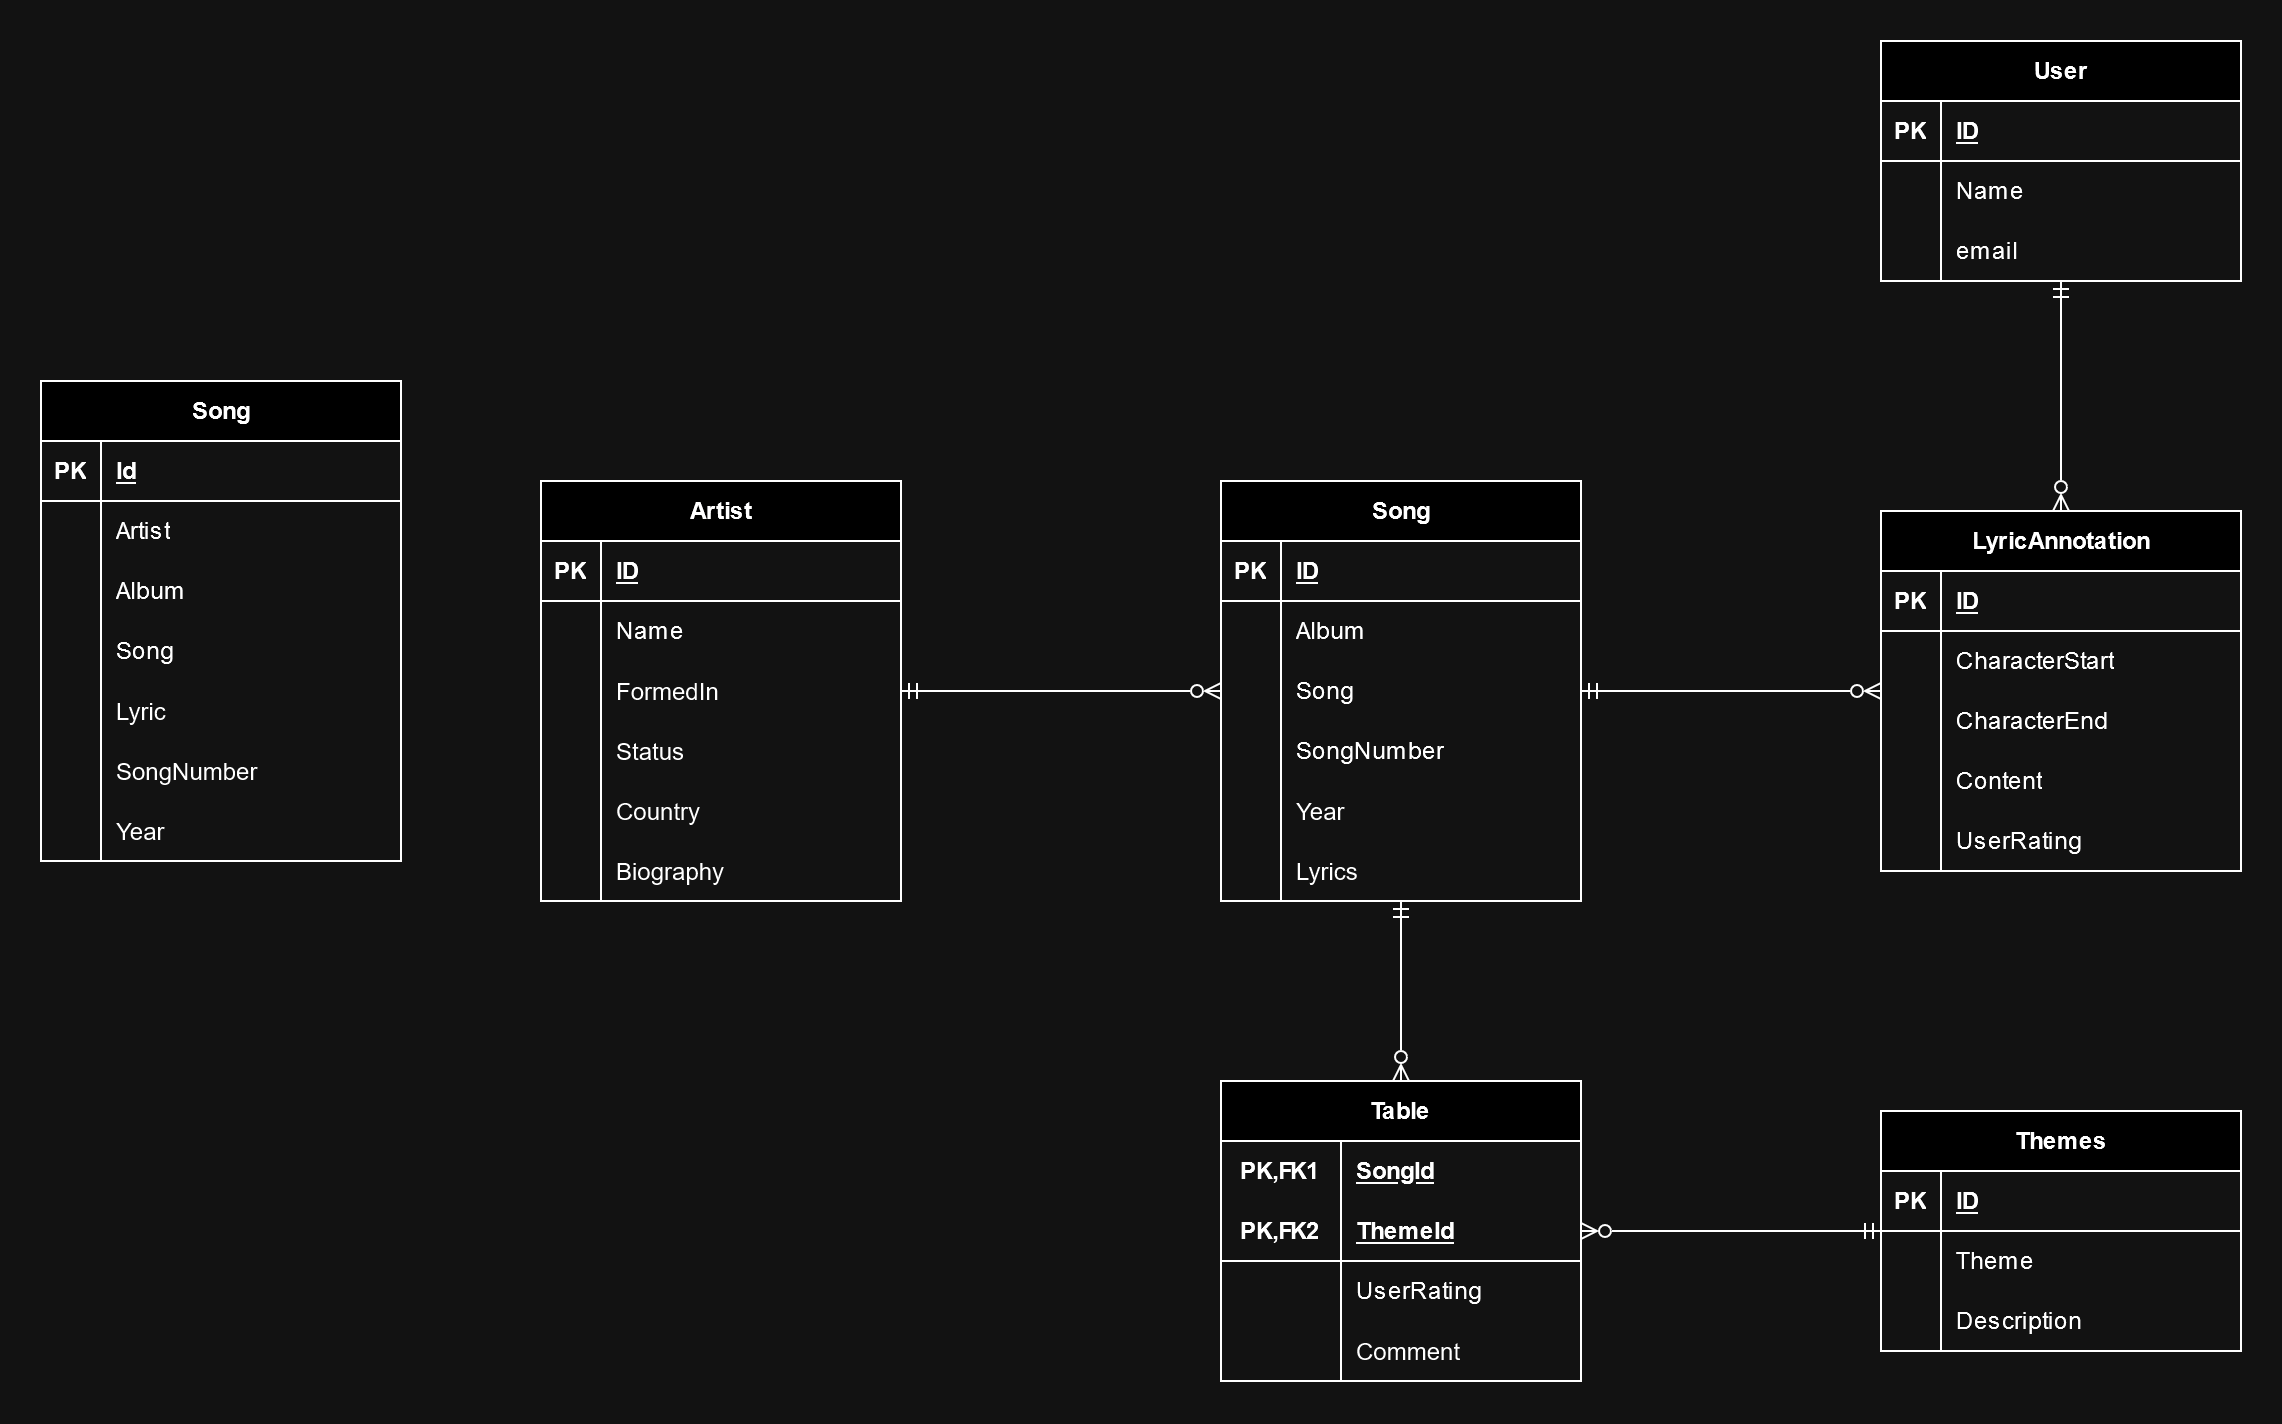 User
PK ID
Name
email
Song
PK Id
Artist
Album
Song
Lyric
SongNumber
Year
Artist
PK ID
Name
FormedIn
Status
Country
Biography
Song
PK ID
Album
Song
SongNumber
Year
Lyrics
LyricAnnotation
PK ID
CharacterStart
CharacterEnd
Content
UserRating
Table
PK,FK1 SongId
PK,FK2 ThemeId
UserRating
Comment
Themes
PK ID
Theme
Description